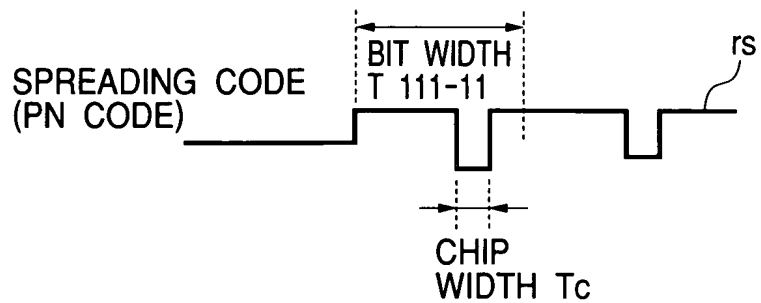 BIT WIDTH
T 111-11
rs
SPREADING CODE
(PN CODE)
CHIP
WIDTH Tc